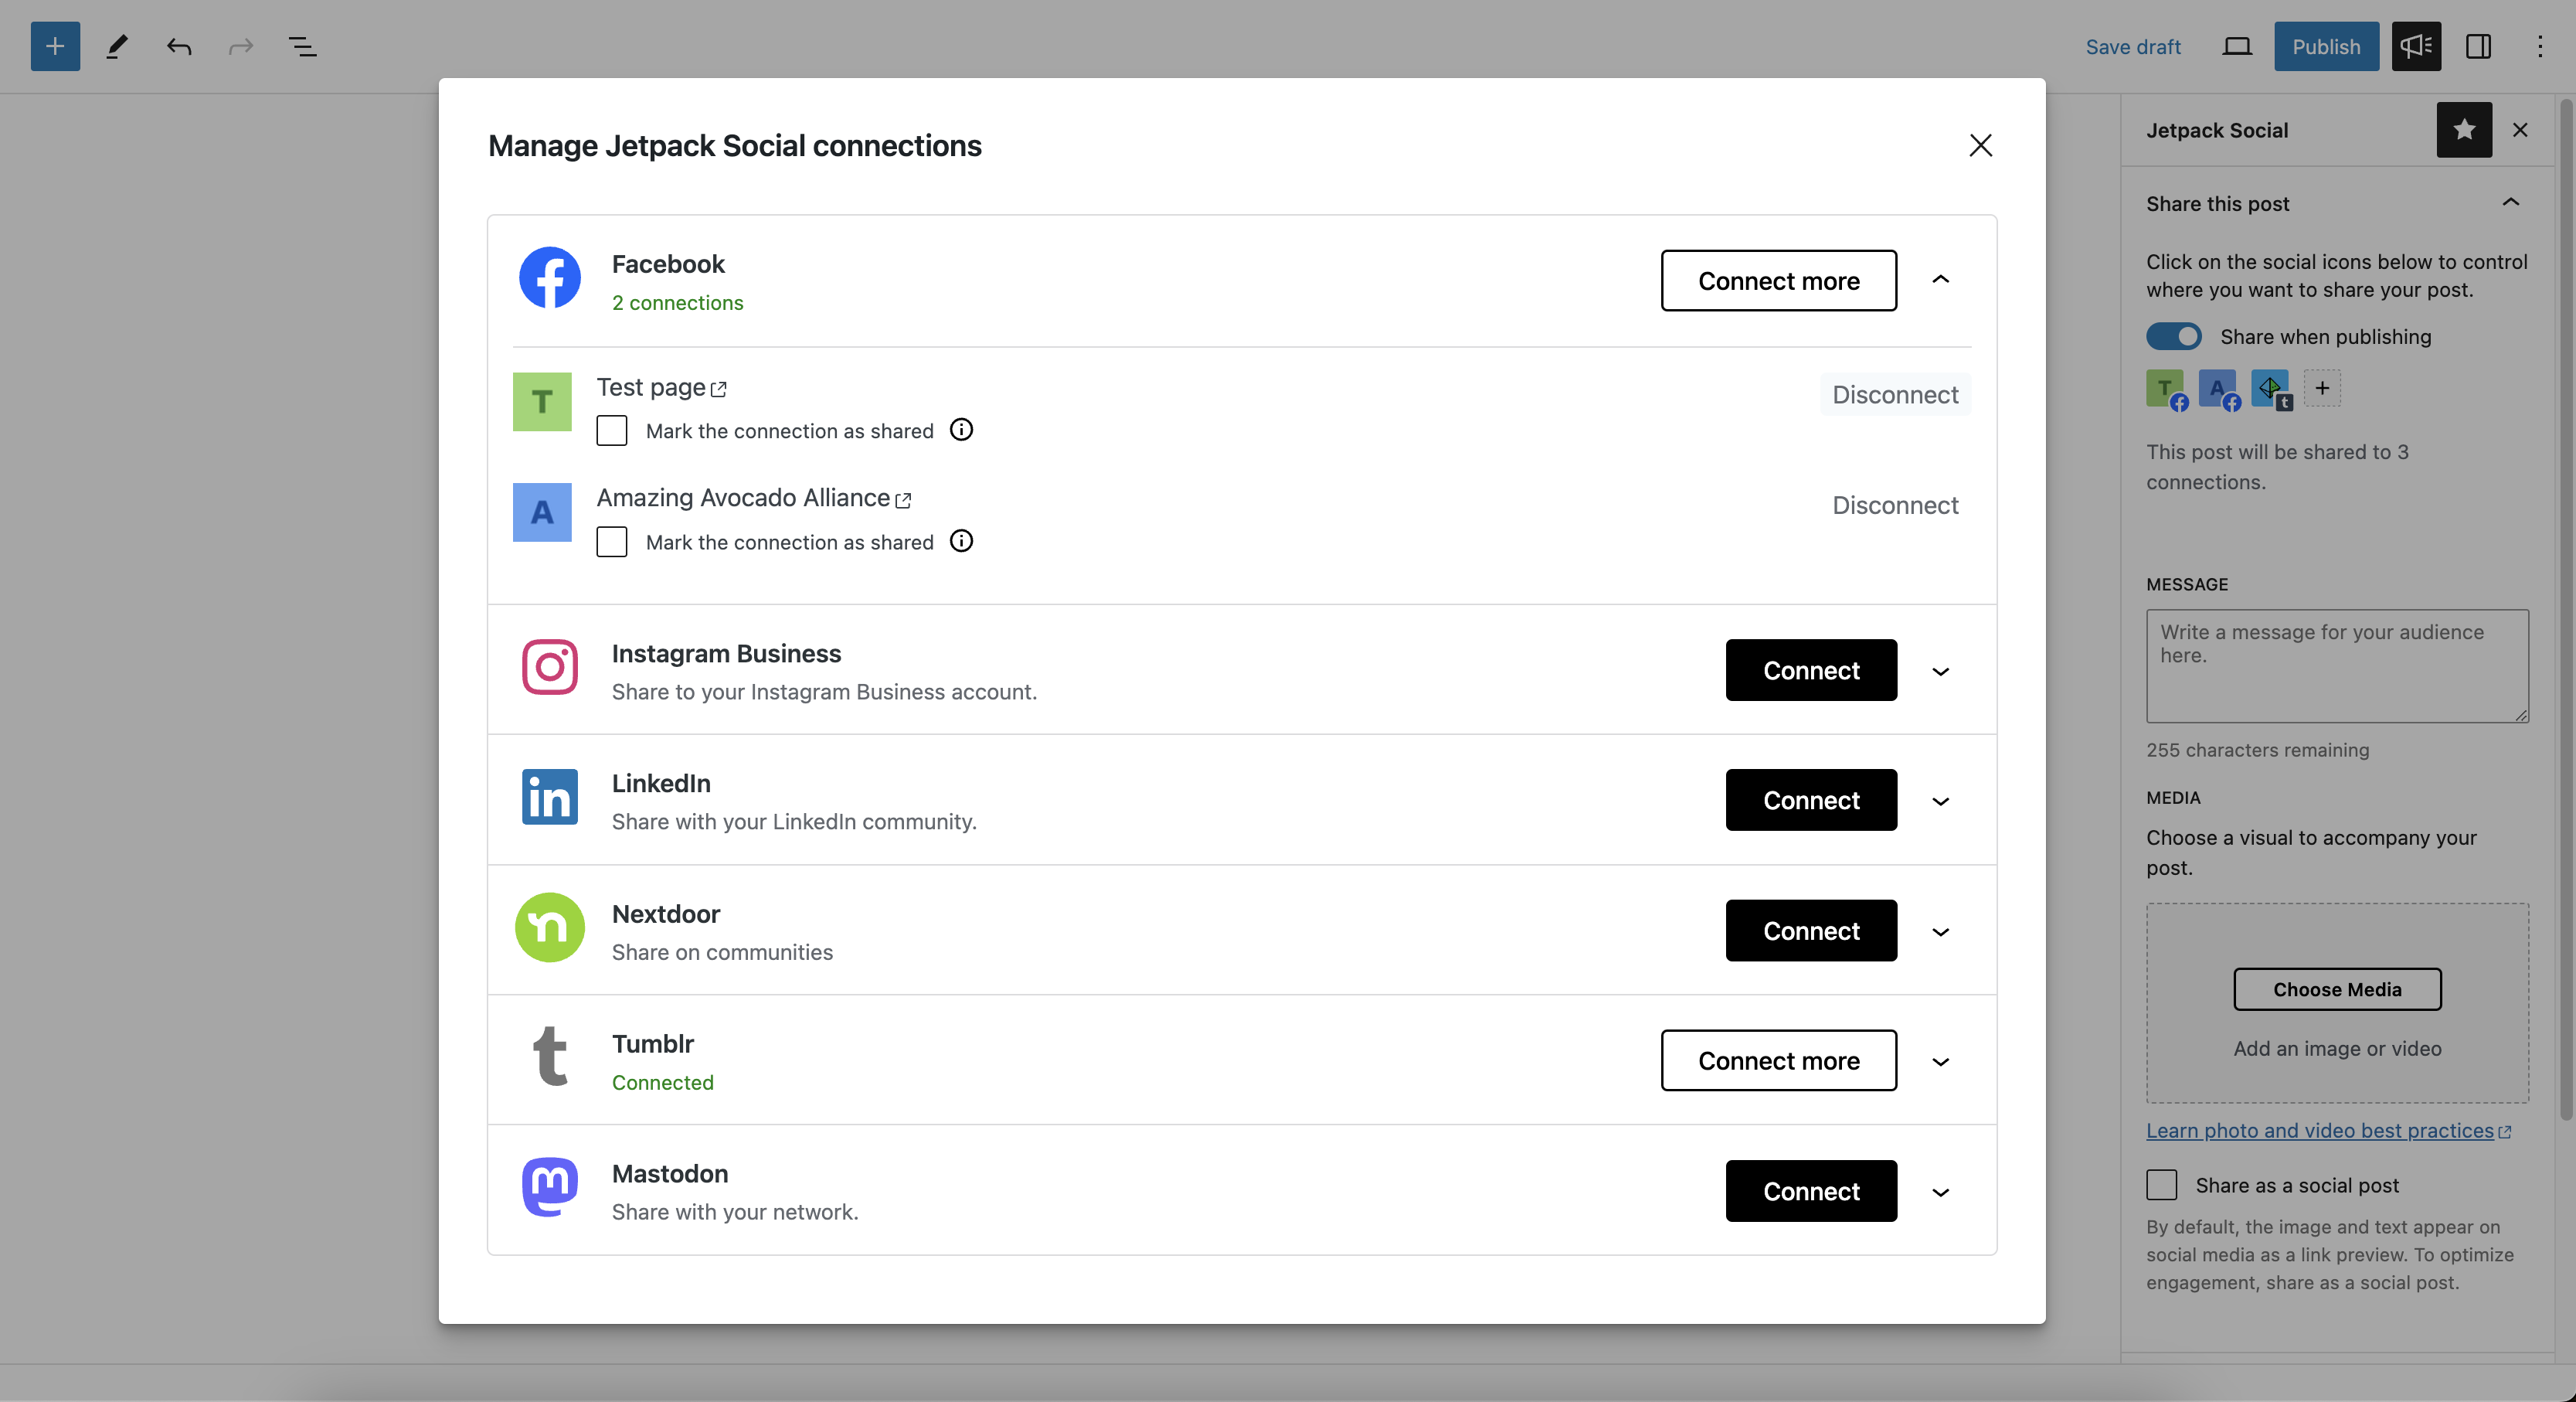 Save draft
Publish
Manage Jetpack Social connections
Facebook
2 connections
Connect more
T
Test page
Mark the connection as shared
Disconnect
A
Amazing Avocado Alliance
Mark the connection as shared
Disconnect
Instagram Business
Share to your Instagram Business account.
Connect
in
LinkedIn
Share with your LinkedIn community.
Connect
Nextdoor
Share on communities
Connect
Tumblr
Connected
Connect more
Mastodon
Share with your network.
Connect
Jetpack Social
Share this post
Click on the social icons below to control
where you want to share your post.
Share when publishing
T
A
This post will be shared to 3
connections.
MESSAGE
Write a message for your audience
here.
255 characters remaining
MEDIA
Choose a visual to accompany your
post.
Choose Media
Add an image or video
Learn photo and video best practices
Share as a social post
By default, the image and text appear on
social media as a link preview. To optimize
engagement, share as a social post.